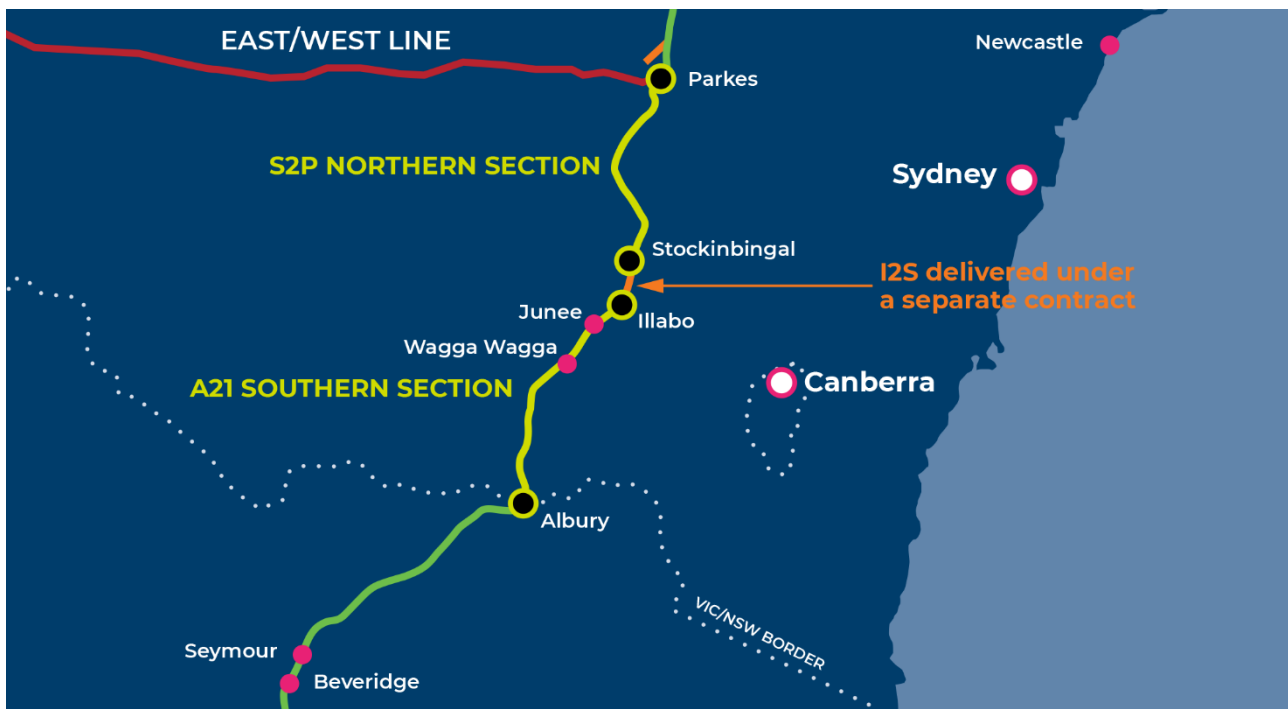 EAST/WEST LINE
Newcastle
Parkes
S2P NORTHERN SECTION
Sydney
Stockinbingal
I2S delivered under
a separate contract
Junee
Illabo
Wagga Wagga
A21 SOUTHERN SECTION
Canberra
Albury
VIC/NSW BORDER
Seymour
Beveridge